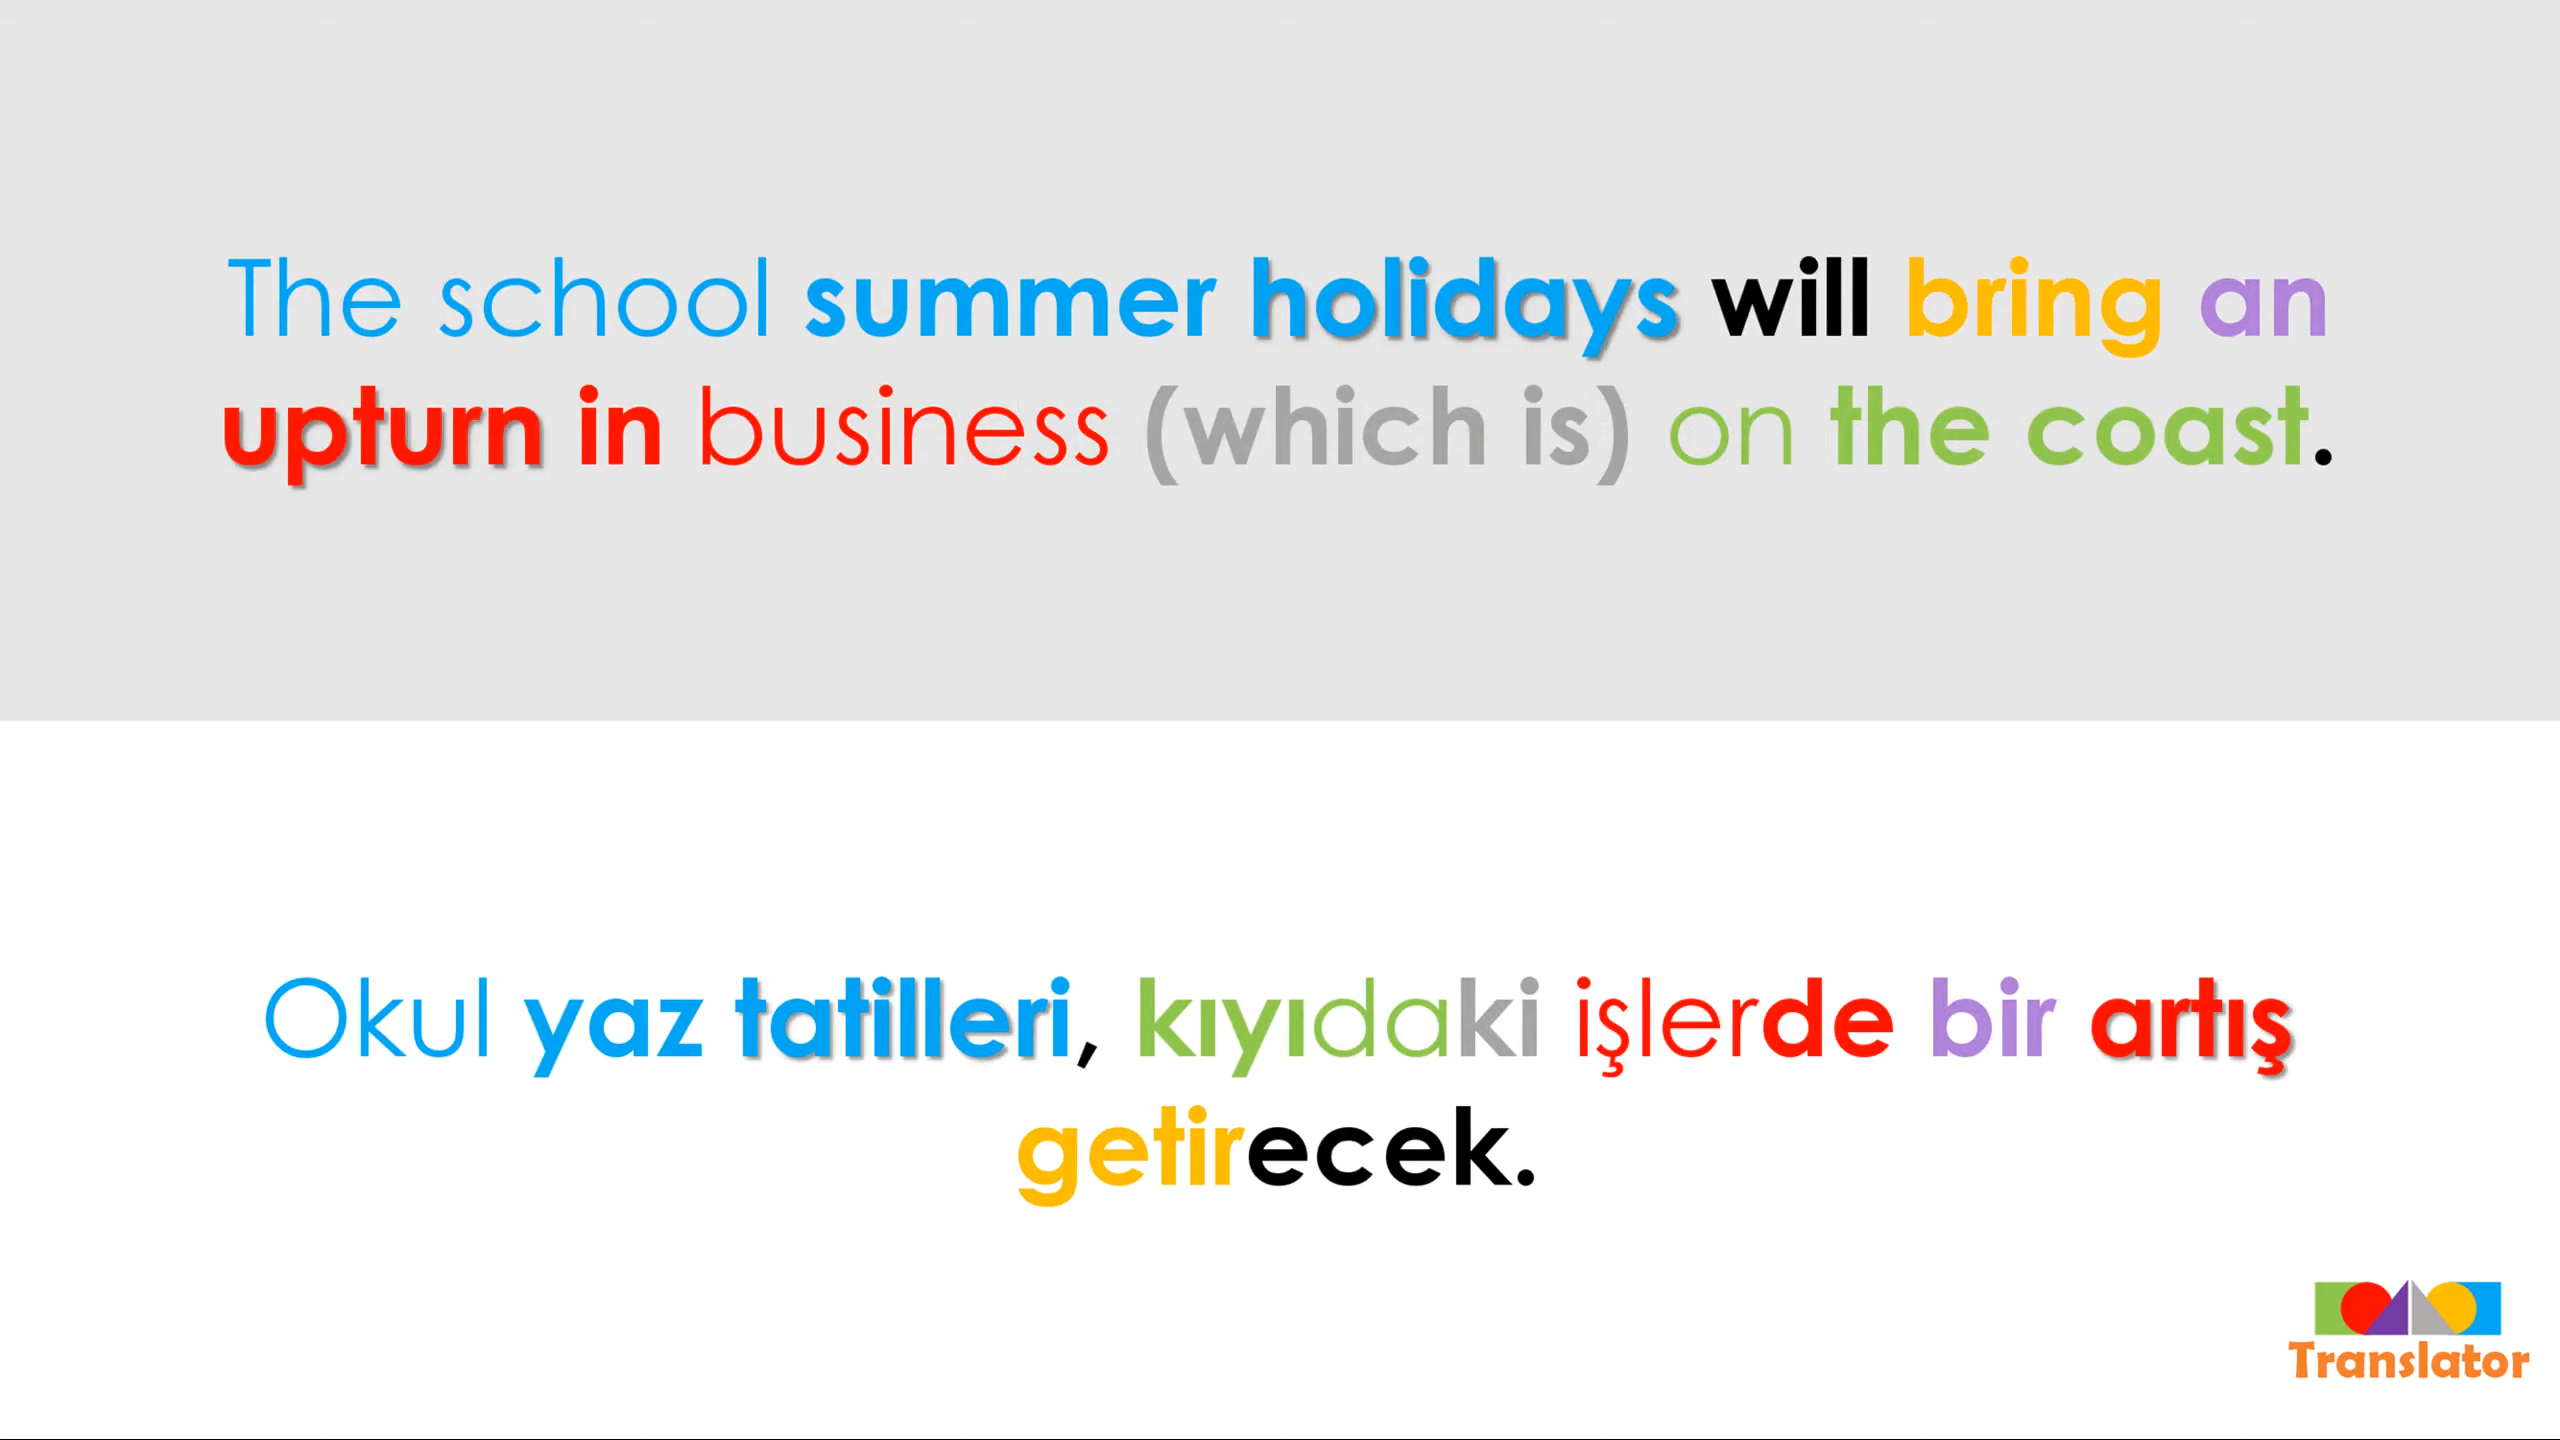 The school summer holidays will bring an
upturn in business (which is) on the coast.
Okul yaz tatilleri, kıyıdaki işlerde bir artış
getirecek.
Translator